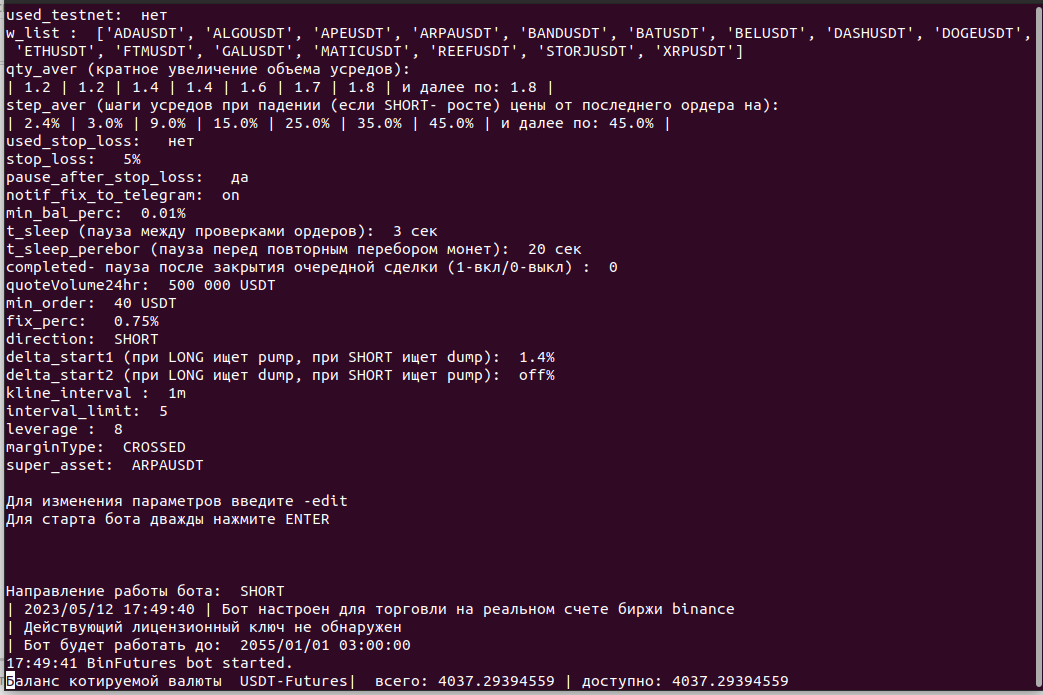 used_testnet:  нет
w_list :  ['ADAUSDT', 'ALGOUSDT', 'APEUSDT', 'ARPAUSDT', 'BANDUSDT', 'BATUSDT', 'BELUSDT', 'DASHUSDT', 'DOGEUSDT',
 'ETHUSDT', 'FTMUSDT', 'GALUSDT', 'MATICUSDT', 'REEFUSDT', 'STORJUSDT', 'XRPUSDT']
qty_aver (кратное увеличение объема усредов):
| 1.2 | 1.2 | 1.4 | 1.4 | 1.6 | 1.7 | 1.8 | и далее по: 1.8 |
step_aver (шаги усредов при падении (если SHORT- росте) цены от последнего ордера на):
| 2.4% | 3.0% | 9.0% | 15.0% | 25.0% | 35.0% | 45.0% | и далее по: 45.0% |
used_stop_loss:   нет
stop_loss:   5%
pause_after_stop_loss:   да
notif_fix_to_telegram:  on
min_bal_perc:  0.01%
t_sleep (пауза между проверками ордеров):  3 сек
t_sleep_perebor (пауза перед повторным перебором монет):  20 сек
completed- пауза после закрытия очередной сделки (1-вкл/0-выкл) :  0
quoteVolume24hr:  500 000 USDT
min_order:  40 USDT
fix_perc:   0.75%
direction:  SHORT
delta_start1 (при LONG ищет pump, при SHORT ищет dump):  1.4%
delta_start2 (при LONG ищет dump, при SHORT ищет pump):  off%
kline_interval :  1m
interval_limit:  5
leverage :  8
marginType:  CROSSED
super_asset:  ARPAUSDT
Для изменения параметров введите -edit
Для старта бота дважды нажмите ENTER
Направление работы бота:  SHORT
| 2023/05/12 17:49:40 | Бот настроен для торговли на реальном счете биржи binance
| Действующий лицензионный ключ не обнаружен
| Бот будет работать до:  2055/01/01 03:00:00
17:49:41 BinFutures bot started.
Баланс котируемой валюты  USDT-Futures|  всего: 4037.29394559 | доступно: 4037.29394559